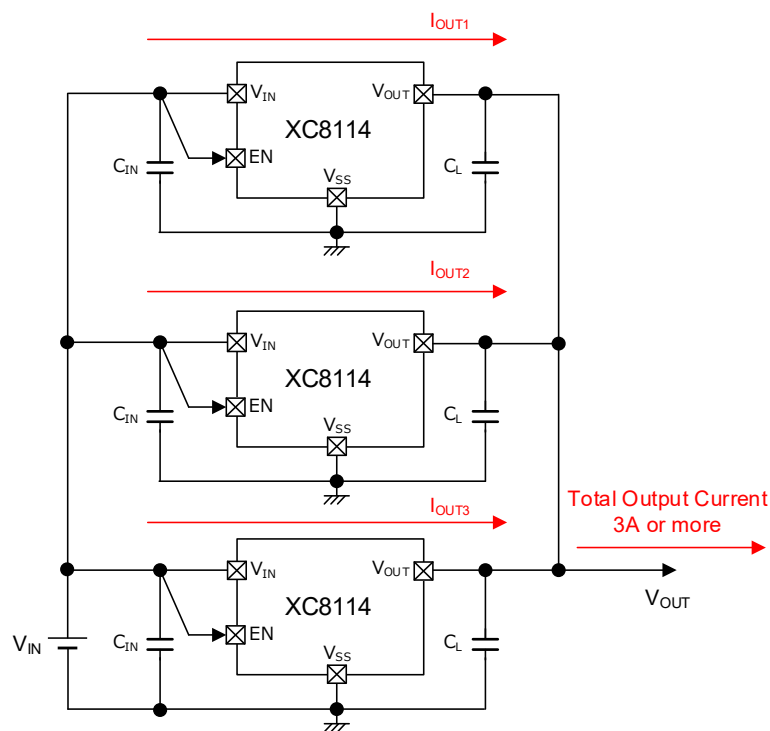 IOUT1
VIN
VOUT
XC8114
EN
CIN
VSS
CL
IOUT2
VIN
VOUT
XC8114
EN
CIN
VSS
CL
Total Output Current
3A or more
IOUT3
VIN
VOUT
XC8114
VOUT
EN
VIN
CIN
VSS
CL